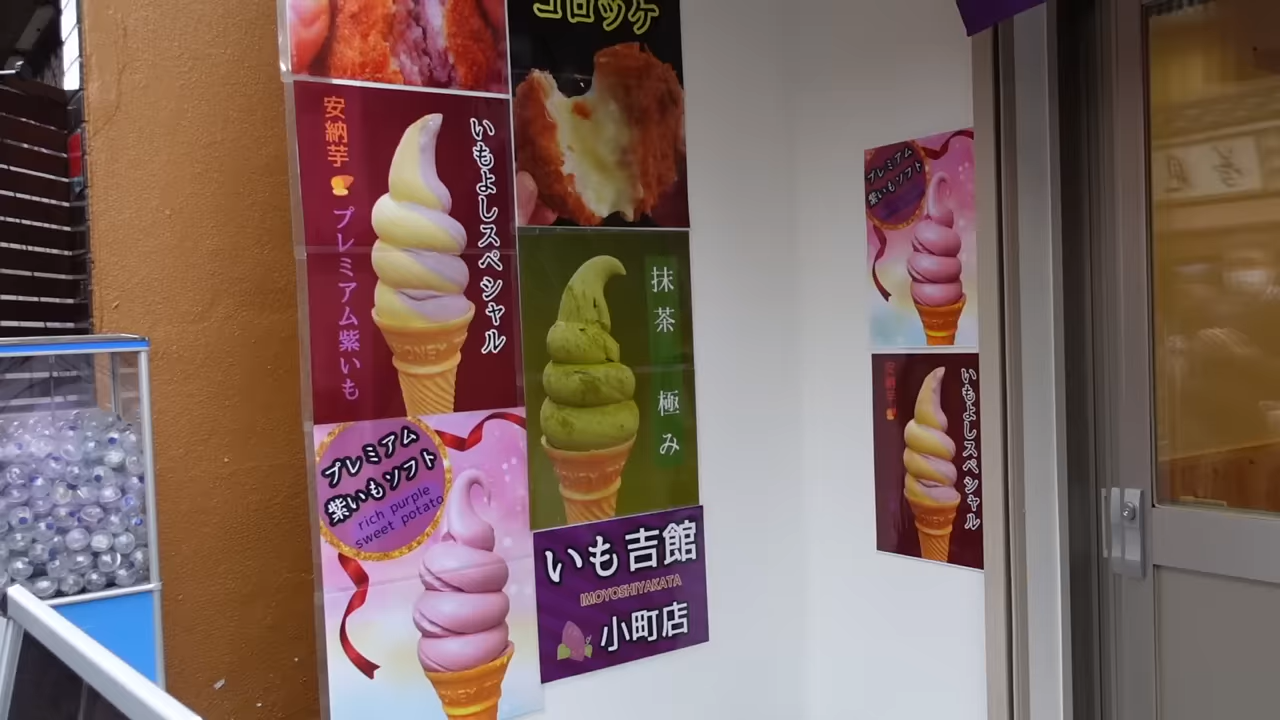 コロッケ
いもよしスペシャル
安納芋
プレミアム紫いも
抹茶 極み
プレミアム
紫いもソフト
rich purple
sweet potato
いも吉館
IMOYOSHIYAKATA
小町店
プレミアム
紫いもソフト
いもよしスペシャル
安納芋